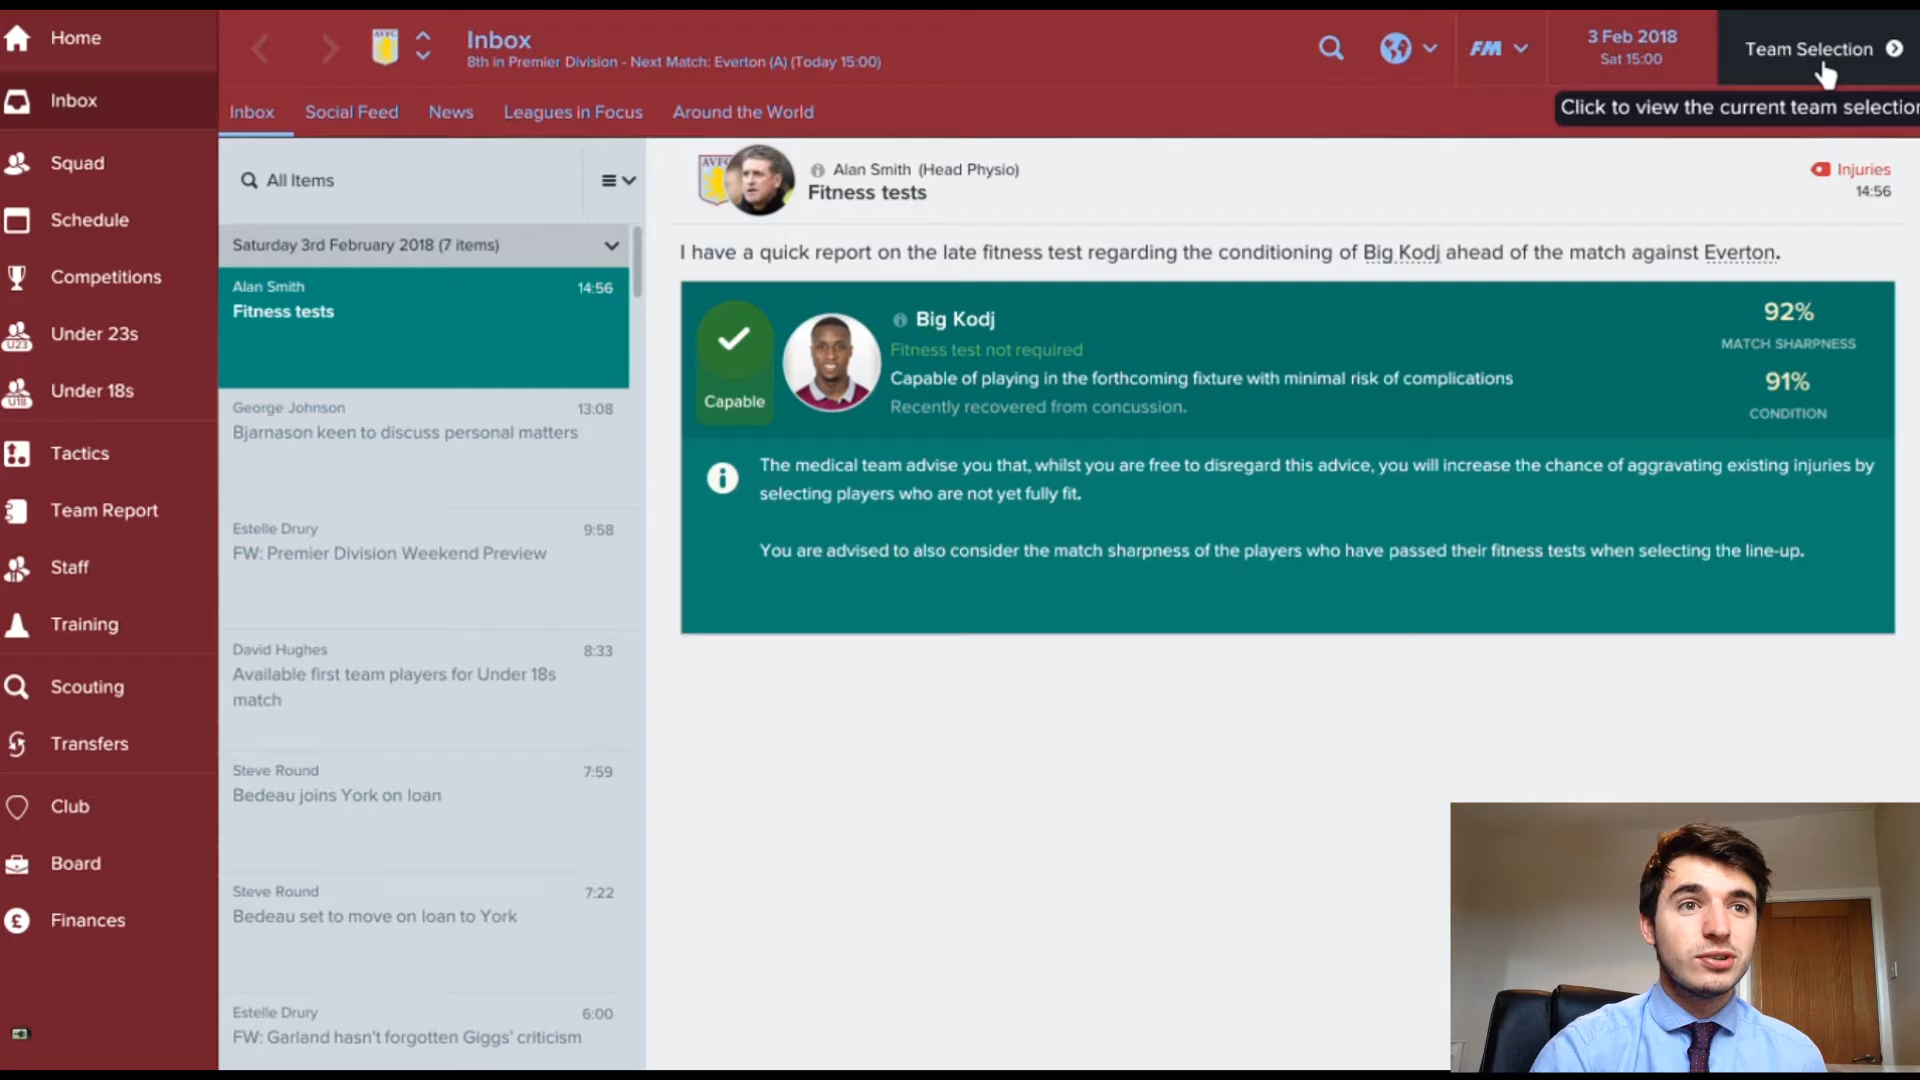 Home
Inbox
Squad
Schedule
Competitions
Under 23s
Under 18s
Tactics
Team Report
Staff
Training
Scouting
Transfers
Club
Board
Finances
U23
U18
AVFC
Inbox
8th in Premier Division - Next Match: Everton (A) (Today 15:00)
FM
3 Feb 2018
Sat 15:00
Team Selection
Click to view the current team selection
Inbox Social Feed News Leagues in Focus Around the World
All Items
Saturday 3rd February 2018 (7 items)
Alan Smith 14:56
Fitness tests
George Johnson 13:08
Bjarnason keen to discuss personal matters
Estelle Drury 9:58
FW: Premier Division Weekend Preview
David Hughes 8:33
Available first team players for Under 18s
match
Steve Round 7:59
Bedeau joins York on loan
Steve Round 7:22
Bedeau set to move on loan to York
Estelle Drury 6:00
FW: Garland hasn't forgotten Giggs' criticism
AVFC
Alan Smith (Head Physio)
Fitness tests
Injuries
14:56
I have a quick report on the late fitness test regarding the conditioning of Big Kodj ahead of the match against Everton.
Capable
Big Kodj
Fitness test not required
Capable of playing in the forthcoming fixture with minimal risk of complications
Recently recovered from concussion.
92%
MATCH SHARPNESS
91%
CONDITION
The medical team advise you that, whilst you are free to disregard this advice, you will increase the chance of aggravating existing injuries by
selecting players who are not yet fully fit.
You are advised to also consider the match sharpness of the players who have passed their fitness tests when selecting the line-up.